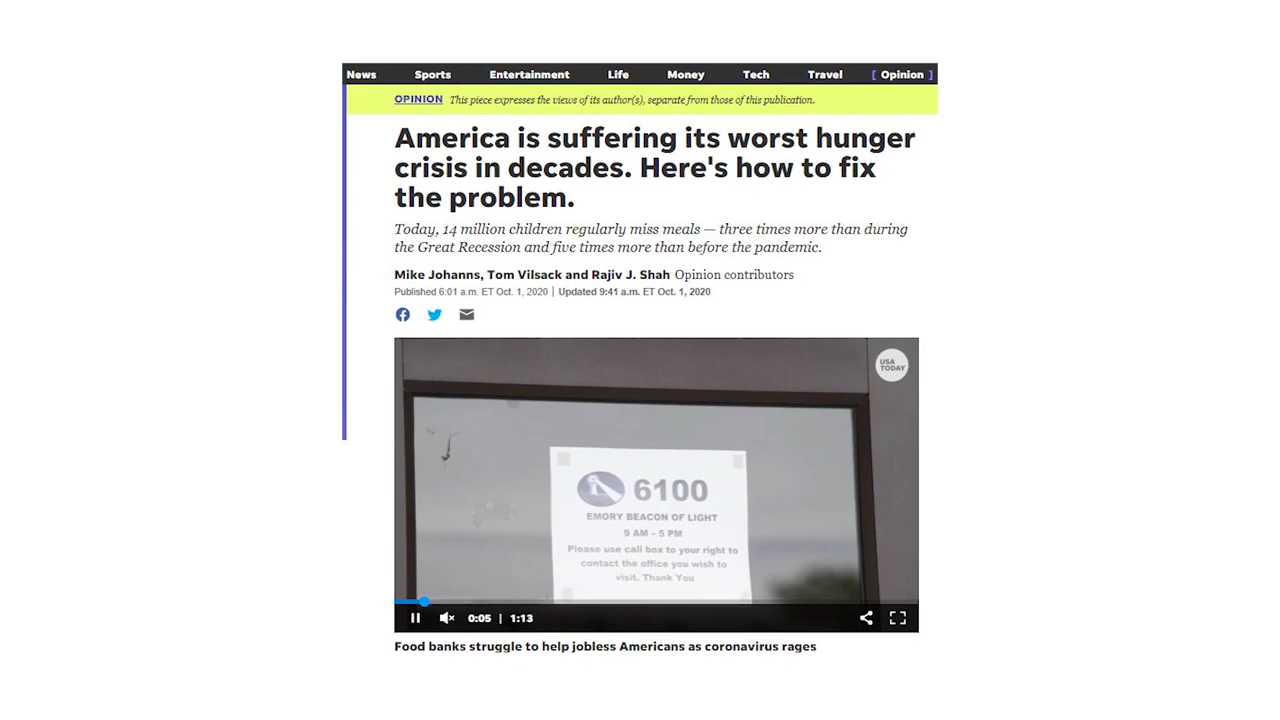 News Sports Entertainment Life Money Tech Travel [ Opinion ]
OPINION This piece expresses the views of its author(s), separate from those of this publication.
America is suffering its worst hunger
crisis in decades. Here's how to fix
the problem.
Today, 14 million children regularly miss meals — three times more than during
the Great Recession and five times more than before the pandemic.
Mike Johanns, Tom Vilsack and Rajiv J. Shah Opinion contributors
Published 6:01 a.m. ET Oct. 1, 2020 | Updated 9:41 a.m. ET Oct. 1, 2020
USA
TODAY
6100
EMORY BEACON OF LIGHT
9 AM – 5 PM
Please use call box to your right to
contact the office you wish to
visit. Thank You
0:05 | 1:13
Food banks struggle to help jobless Americans as coronavirus rages